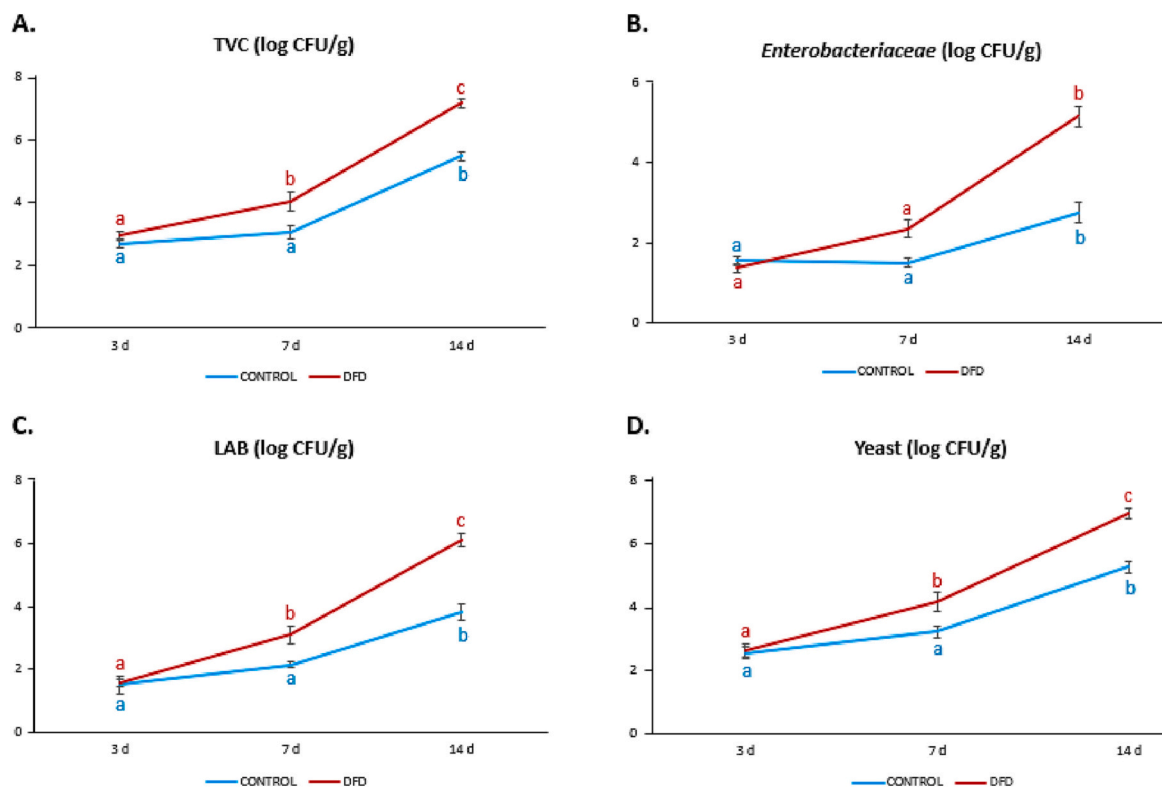 A.
TVC (log CFU/g)
8
6
4
2
0
a
a
b
a
c
b
3 d
7 d
14 d
CONTROL
DFD
B.
Enterobacteriaceae (log CFU/g)
6
4
2
0
a
a
a
a
b
b
3 d
7 d
14 d
CONTROL
DFD
C.
LAB (log CFU/g)
8
6
4
2
0
a
a
b
a
c
b
3 d
7 d
14 d
CONTROL
DFD
D.
Yeast (log CFU/g)
8
6
4
2
0
a
a
b
a
c
b
3 d
7 d
14 d
CONTROL
DFD